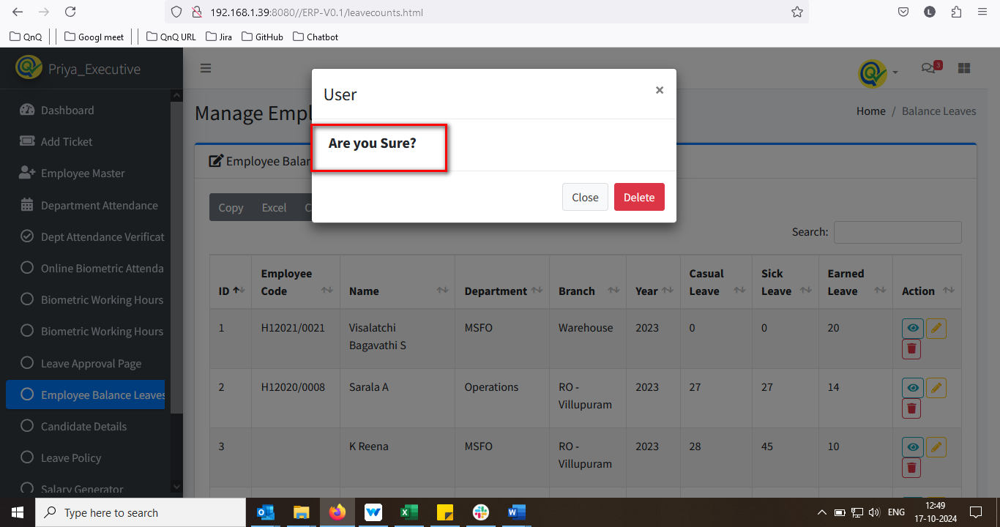 192.168.1.39:8080//ERP-V0.1/leavecounts.html
L
QnQ
Googl meet
QnQ URL
Jira
GitHub
Chatbot
Priya_Executive
3
Dashboard
Add Ticket
Employee Master
Department Attendance
Dept Attendance Verificat
Online Biometric Attenda
Biometric Working Hours
Biometric Working Hours
Leave Approval Page
Employee Balance Leaves
Candidate Details
Leave Policy
Salary Generator
Manage Empl
Home / Balance Leaves
User
×
Are you Sure?
Close
Delete
Employee Balan
Copy
Excel
C
Search:
ID
Employee
Code
Name
Department
Branch
Year
Casual
Leave
Sick
Leave
Earned
Leave
Action
1
H12021/0021
Visalatchi
Bagavathi S
MSFO
Warehouse
2023
0
0
20
2
H12020/0008
Sarala A
Operations
RO -
Villupuram
2023
27
27
14
3
K Reena
MSFO
RO -
Villupuram
2023
28
45
10
Type here to search
ENG
12:49
17-10-2024